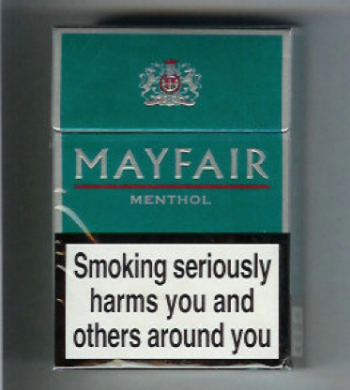 MAYFAIR
MENTHOL
Smoking seriously
harms you and
others around you